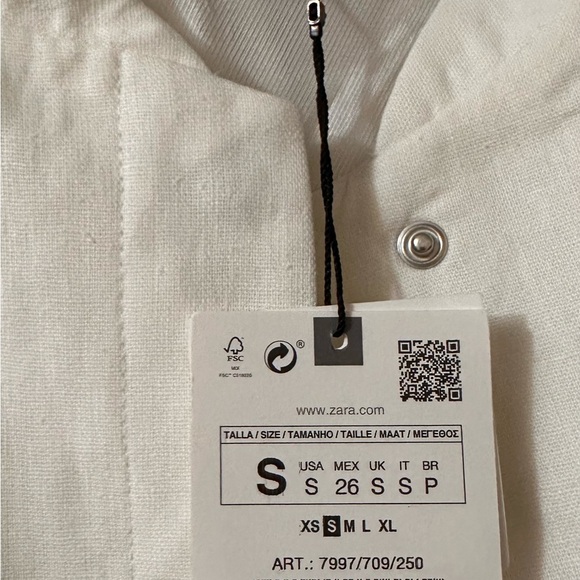 FSC
MIX
®
www.zara.com
TALLA / SIZE / TAMANHO / TAILLE / MAAT / ΜΕΓΕΘΟΣ
S USA MEX UK IT BR
S 26 S S P
XS S M L XL
ART.: 7997/709/250